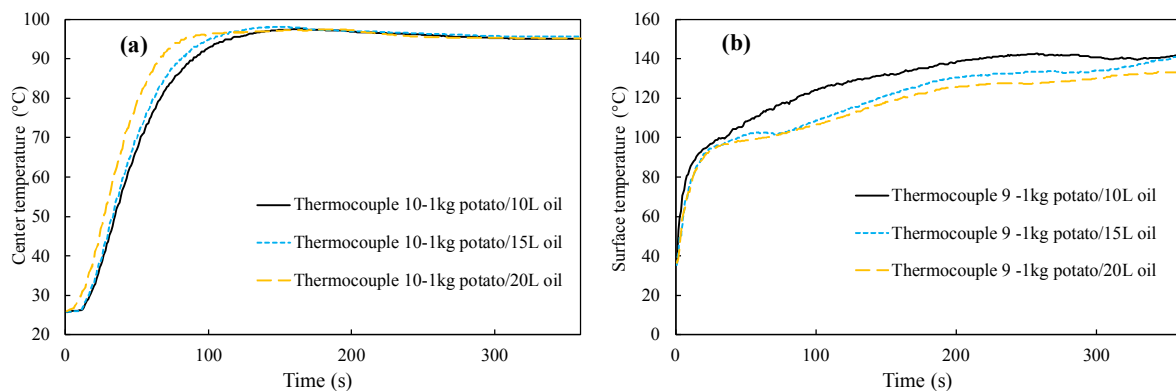 (a)
Center temperature (°C)
100
90
80
70
60
50
40
30
20
Thermocouple 10-1kg potato/10L oil
Thermocouple 10-1kg potato/15L oil
Thermocouple 10-1kg potato/20L oil
0 100 200 300
Time (s)
(b)
Surface temperature (°C)
160
140
120
100
80
60
40
20
0
Thermocouple 9 -1kg potato/10L oil
Thermocouple 9 -1kg potato/15L oil
Thermocouple 9 -1kg potato/20L oil
0 100 200 300
Time (s)